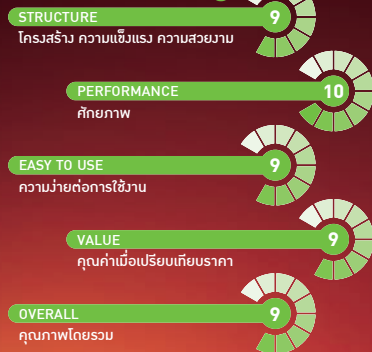 STRUCTURE
9
โครงสร้าง ความแข็งแรง ความสวยงาม
PERFORMANCE
10
ศักยภาพ
EASY TO USE
9
ความง่ายต่อการใช้งาน
VALUE
9
คุณค่าเมื่อเปรียบเทียบราคา
OVERALL
9
คุณภาพโดยรวม